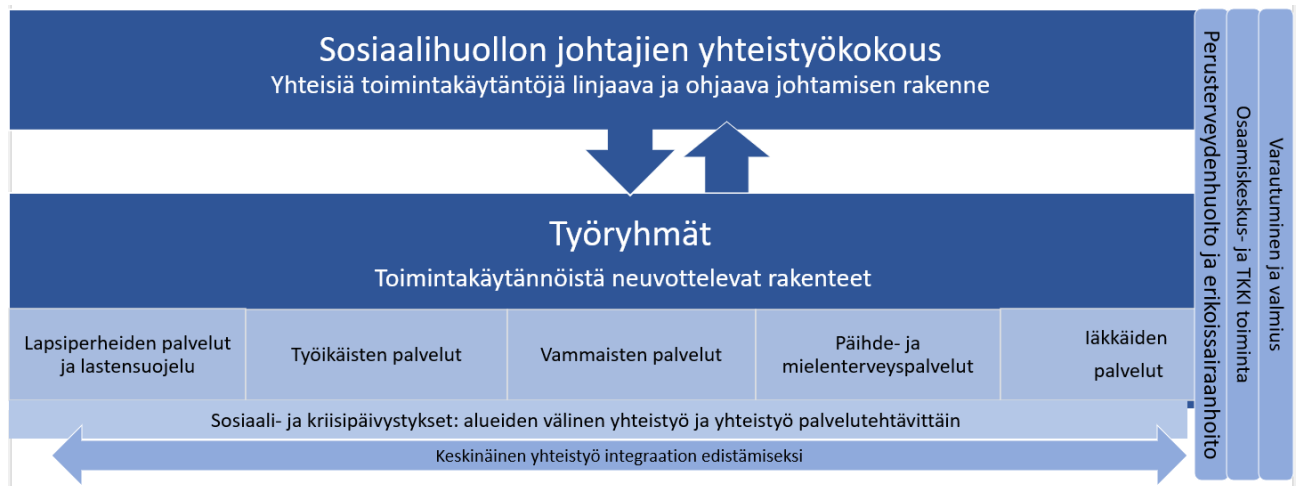 Sosiaalihuollon johtajien yhteistyökokous
Yhteisiä toimintakäytäntöjä linjaava ja ohjaava johtamisen rakenne
Työryhmät
Toimintakäytännöistä neuvottelevat rakenteet
Lapsiperheiden palvelut
ja lastensuojelu
Työikäisten palvelut
Vammaisten palvelut
Päihde- ja
mielenterveyspalvelut
Iäkkäiden
palvelut
Sosiaali- ja kriisipäivystykset: alueiden välinen yhteistyö ja yhteistyö palvelutehtävittäin
Keskinäinen yhteistyö integraation edistämiseksi
Perusterveydenhuolto ja erikoissairaanhoito
Osaamiskeskus- ja TKKI toiminta
Varautuminen ja valmius